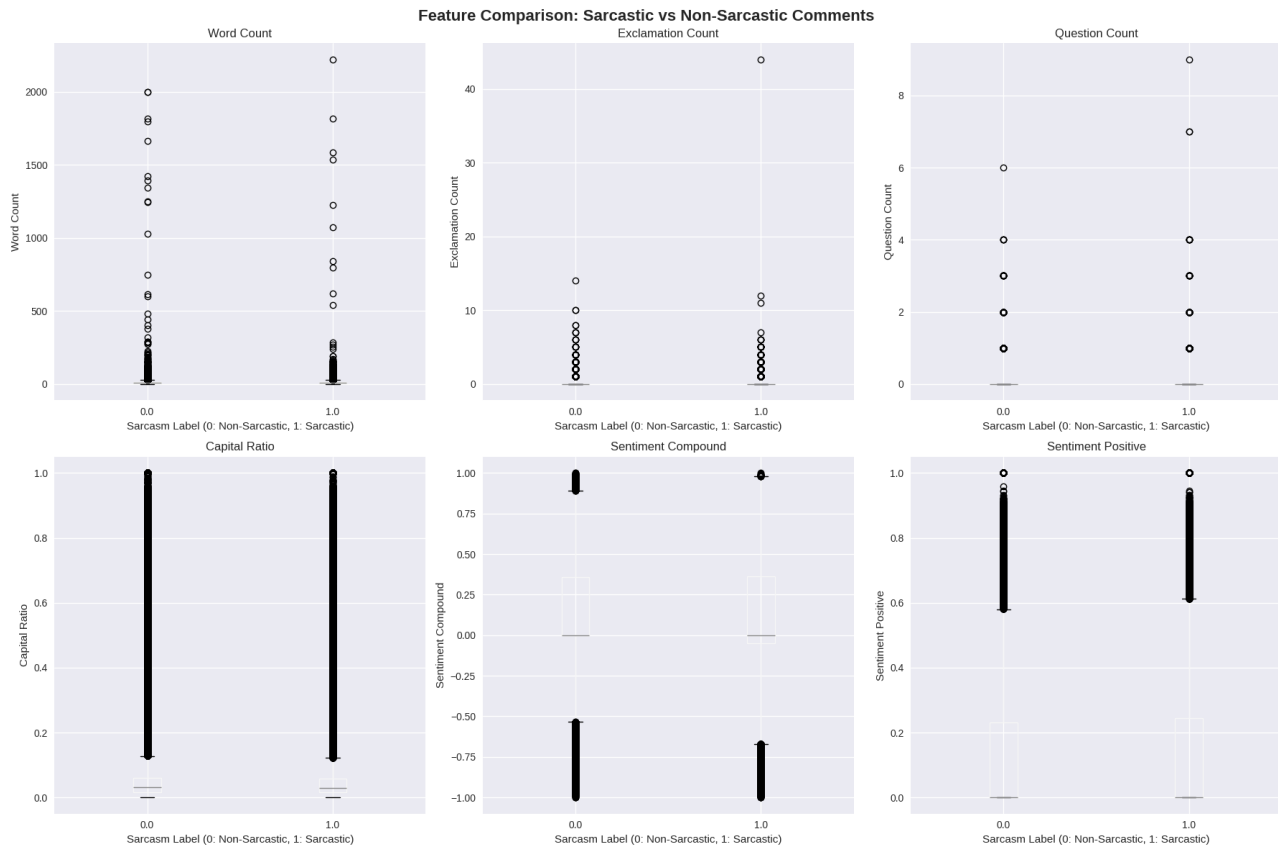 Feature Comparison: Sarcastic vs Non-Sarcastic Comments
Word Count
Word Count
2000
1500
1000
500
0
0.0 1.0
Sarcasm Label (0: Non-Sarcastic, 1: Sarcastic)
Exclamation Count
Exclamation Count
40
30
20
10
0
0.0 1.0
Sarcasm Label (0: Non-Sarcastic, 1: Sarcastic)
Question Count
Question Count
8
6
4
2
0
0.0 1.0
Sarcasm Label (0: Non-Sarcastic, 1: Sarcastic)
Capital Ratio
Capital Ratio
1.0
0.8
0.6
0.4
0.2
0.0
0.0 1.0
Sarcasm Label (0: Non-Sarcastic, 1: Sarcastic)
Sentiment Compound
Sentiment Compound
1.00
0.75
0.50
0.25
0.00
−0.25
−0.50
−0.75
−1.00
0.0 1.0
Sarcasm Label (0: Non-Sarcastic, 1: Sarcastic)
Sentiment Positive
Sentiment Positive
1.0
0.8
0.6
0.4
0.2
0.0
0.0 1.0
Sarcasm Label (0: Non-Sarcastic, 1: Sarcastic)